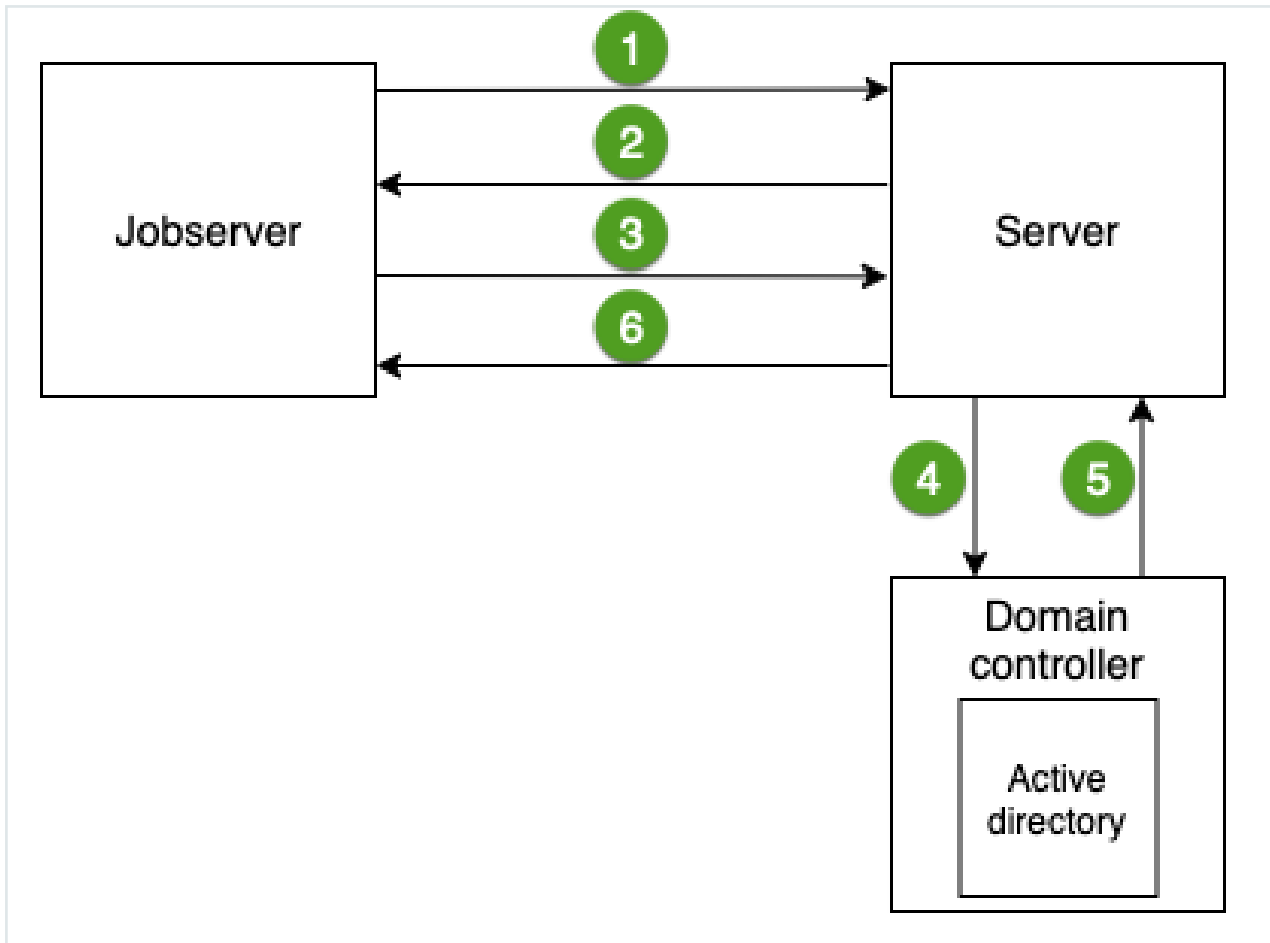 1
2
Jobserver
3
Server
6
4
5
Domain
controller
Active
directory